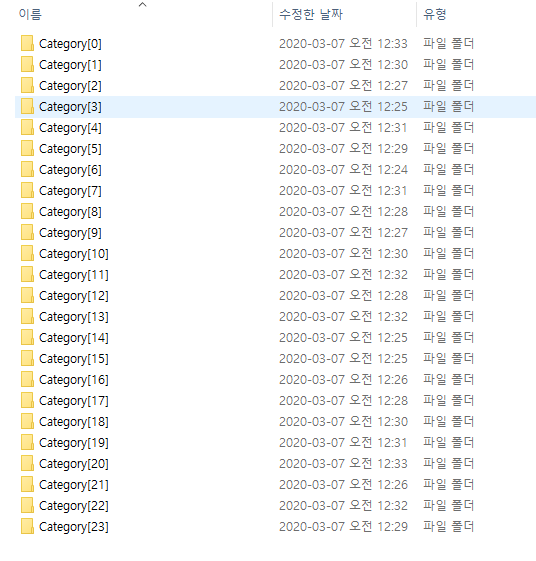 이름 수정한 날짜 유형
Category[0] 2020-03-07 오전 12:33 파일 폴더
Category[1] 2020-03-07 오전 12:30 파일 폴더
Category[2] 2020-03-07 오전 12:27 파일 폴더
Category[3] 2020-03-07 오전 12:25 파일 폴더
Category[4] 2020-03-07 오전 12:31 파일 폴더
Category[5] 2020-03-07 오전 12:29 파일 폴더
Category[6] 2020-03-07 오전 12:24 파일 폴더
Category[7] 2020-03-07 오전 12:31 파일 폴더
Category[8] 2020-03-07 오전 12:28 파일 폴더
Category[9] 2020-03-07 오전 12:27 파일 폴더
Category[10] 2020-03-07 오전 12:30 파일 폴더
Category[11] 2020-03-07 오전 12:32 파일 폴더
Category[12] 2020-03-07 오전 12:28 파일 폴더
Category[13] 2020-03-07 오전 12:32 파일 폴더
Category[14] 2020-03-07 오전 12:25 파일 폴더
Category[15] 2020-03-07 오전 12:25 파일 폴더
Category[16] 2020-03-07 오전 12:26 파일 폴더
Category[17] 2020-03-07 오전 12:28 파일 폴더
Category[18] 2020-03-07 오전 12:30 파일 폴더
Category[19] 2020-03-07 오전 12:31 파일 폴더
Category[20] 2020-03-07 오전 12:33 파일 폴더
Category[21] 2020-03-07 오전 12:26 파일 폴더
Category[22] 2020-03-07 오전 12:32 파일 폴더
Category[23] 2020-03-07 오전 12:29 파일 폴더